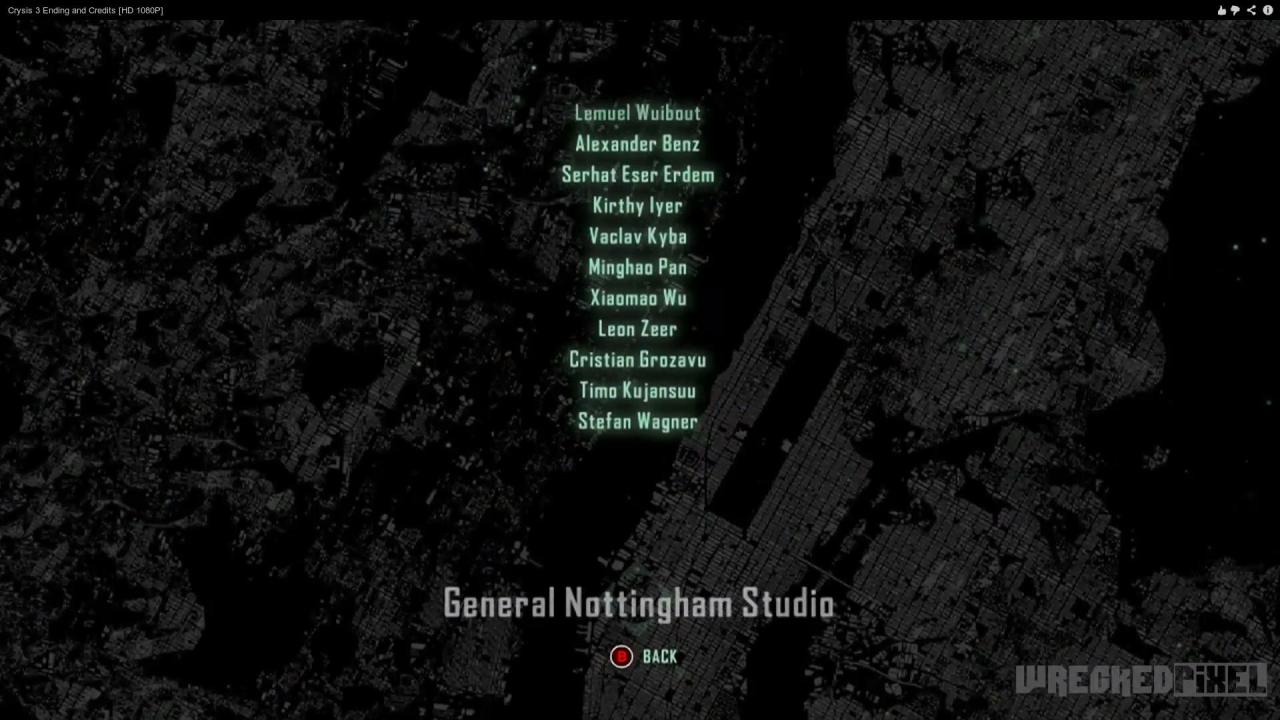 Crysis 3 Ending and Credits [HD 1080P]
Lemuel Wuibout
Alexander Benz
Serhat Eser Erdem
Kirthy Iyer
Vaclav Kyba
Minghao Pan
Xiaomao Wu
Leon Zeer
Cristian Grozavu
Timo Kujansuu
Stefan Wagner
General Nottingham Studio
B BACK
WRECKEDPIXEL